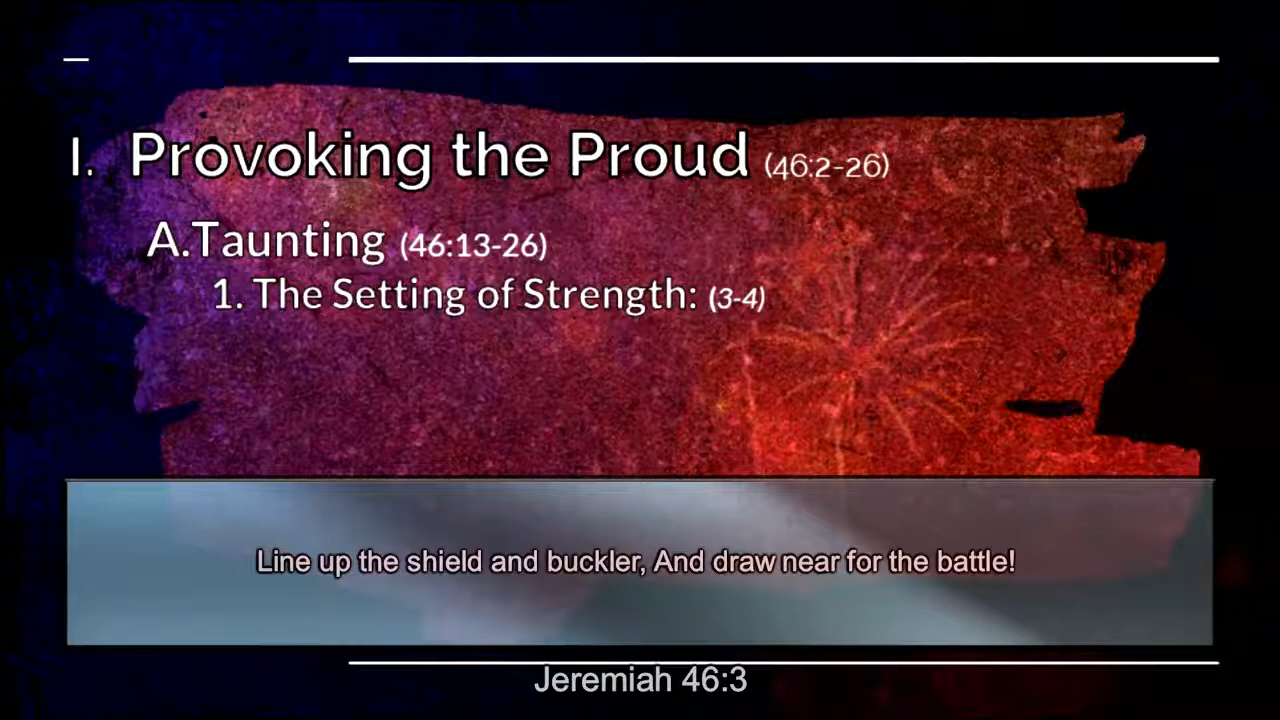 I. Provoking the Proud (46:2-26)
A.Taunting (46:13-26)
1. The Setting of Strength: (3-4)
Line up the shield and buckler, And draw near for the battle!
Jeremiah 46:3